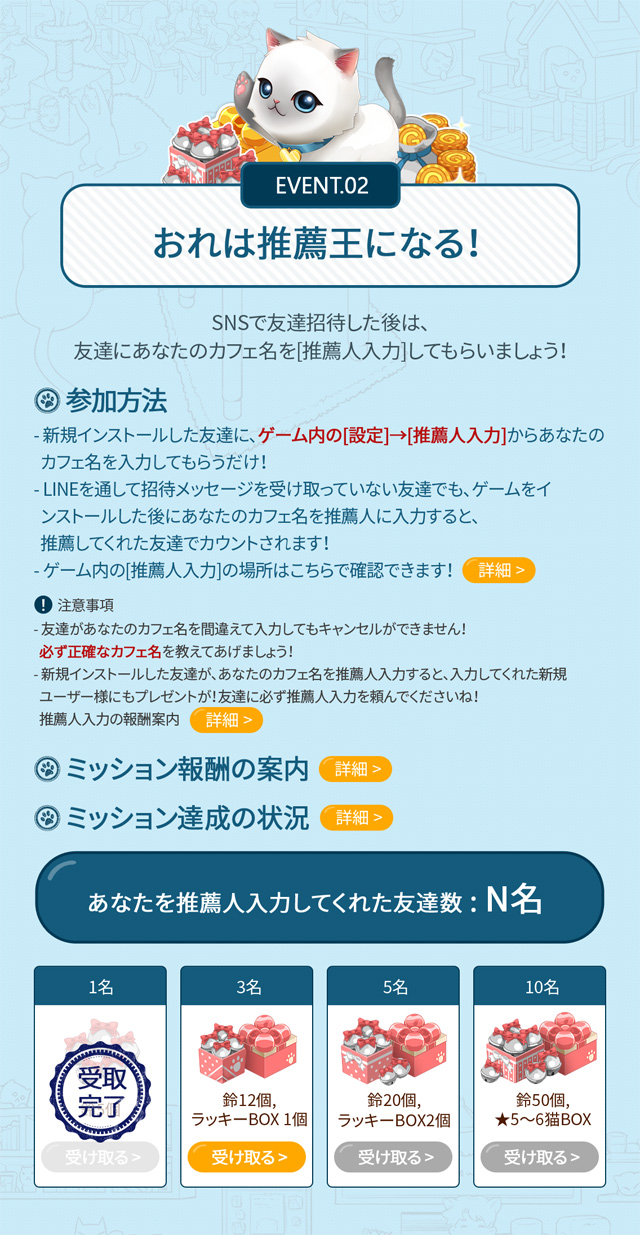 EVENT.02
おれは推薦王になる!
SNSで友達招待した後は、
友達にあなたのカフェ名を[推薦人入力]してもらいましょう!
参加方法
- 新規インストールした友達に、ゲーム内の[設定]→[推薦人入力]からあなたの
カフェ名を入力してもらうだけ!
- LINEを通して招待メッセージを受け取っていない友達でも、ゲームをイ
ンストールした後にあなたのカフェ名を推薦人に入力すると、
推薦してくれた友達でカウントされます!
- ゲーム内の[推薦人入力]の場所はこちらで確認できます! 詳細 >
! 注意事項
- 友達があなたのカフェ名を間違えて入力してもキャンセルができません!
必ず正確なカフェ名を教えてあげましょう!
- 新規インストールした友達が、あなたのカフェ名を推薦人入力すると、入力してくれた新規
ユーザー様にもプレゼントが!友達に必ず推薦人入力を頼んでくださいね!
推薦人入力の報酬案内 詳細 >
ミッション報酬の案内 詳細 >
ミッション達成の状況 詳細 >
あなたを推薦人入力してくれた友達数 : N名
1名
受取
完了
受け取る >
3名
鈴12個,
ラッキーBOX 1個
受け取る >
5名
鈴20個,
ラッキーBOX2個
受け取る >
10名
鈴50個,
★5～6猫BOX
受け取る >